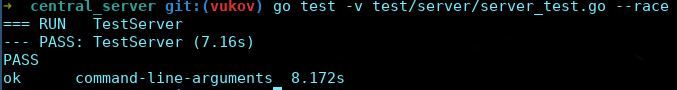 → central_server git:(vukov) go test -v test/server/server_test.go --race
=== RUN   TestServer
--- PASS: TestServer (7.16s)
PASS
ok      command-line-arguments  8.172s